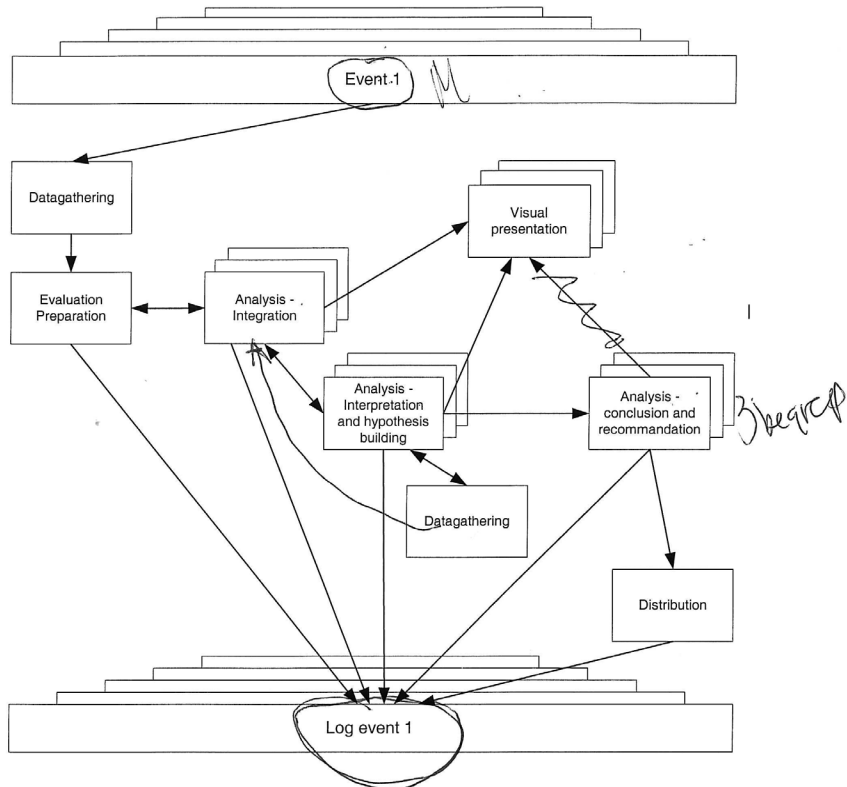 Event 1
M
Datagathering
Visual
presentation
Evaluation
Preparation
Analysis -
Integration
Analysis -
Interpretation
and hypothesis
building
Analysis -
conclusion and
recommandation
Datagathering
Distribution
Log event 1